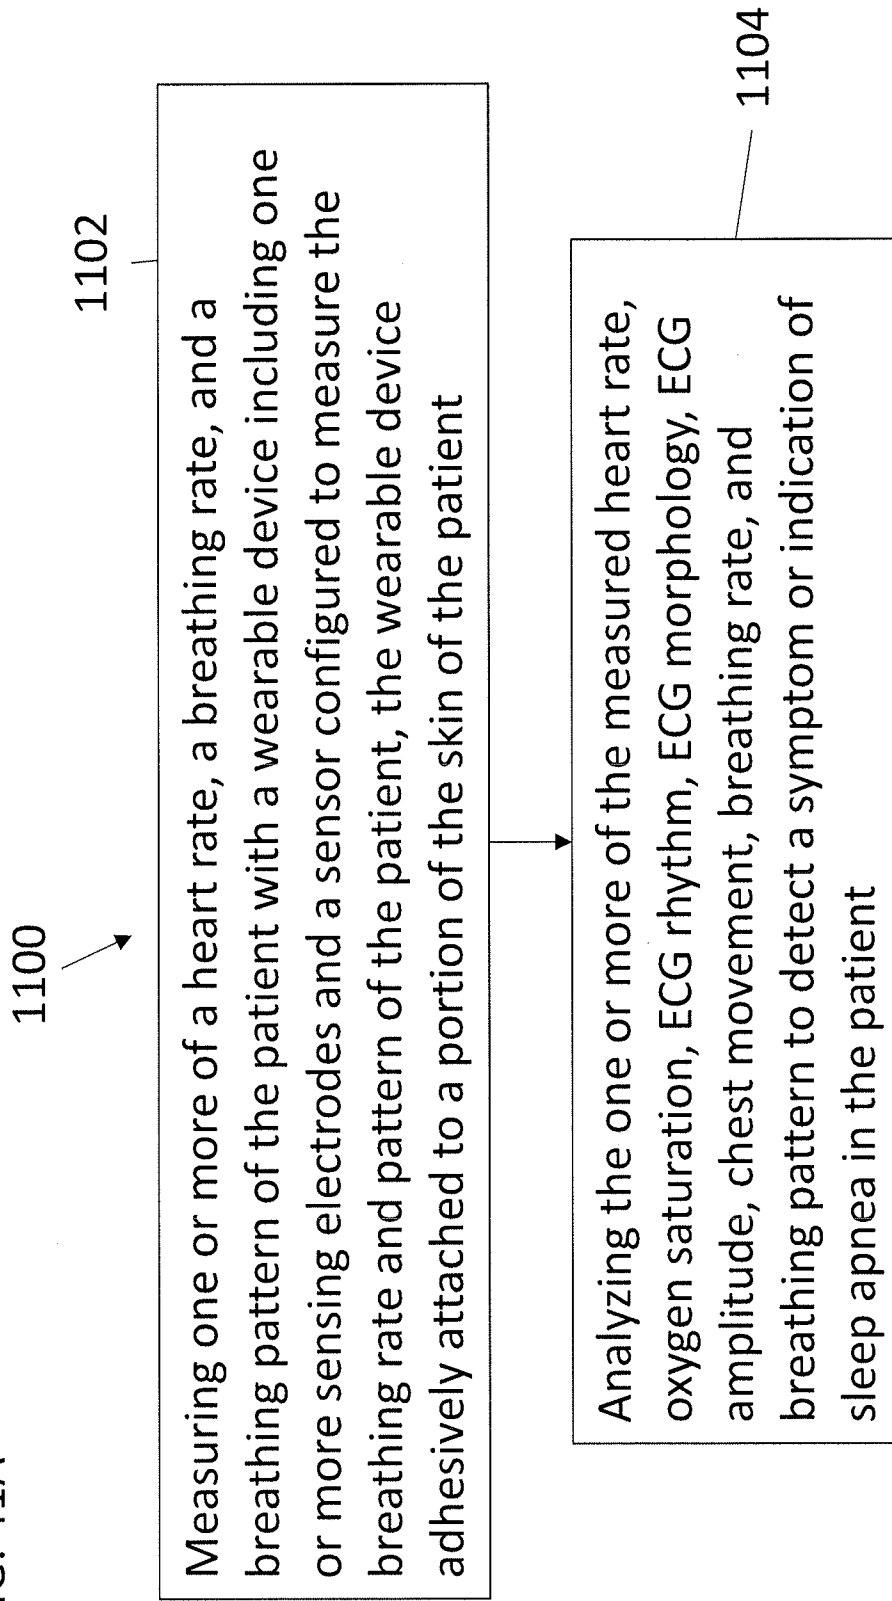 11A
1100
1102
Measuring one or more of a heart rate, a breathing rate, and a
breathing pattern of the patient with a wearable device including one
or more sensing electrodes and a sensor configured to measure the
breathing rate and pattern of the patient, the wearable device
adhesively attached to a portion of the skin of the patient
1104
Analyzing the one or more of the measured heart rate,
oxygen saturation, ECG rhythm, ECG morphology, ECG
amplitude, chest movement, breathing rate, and
breathing pattern to detect a symptom or indication of
sleep apnea in the patient